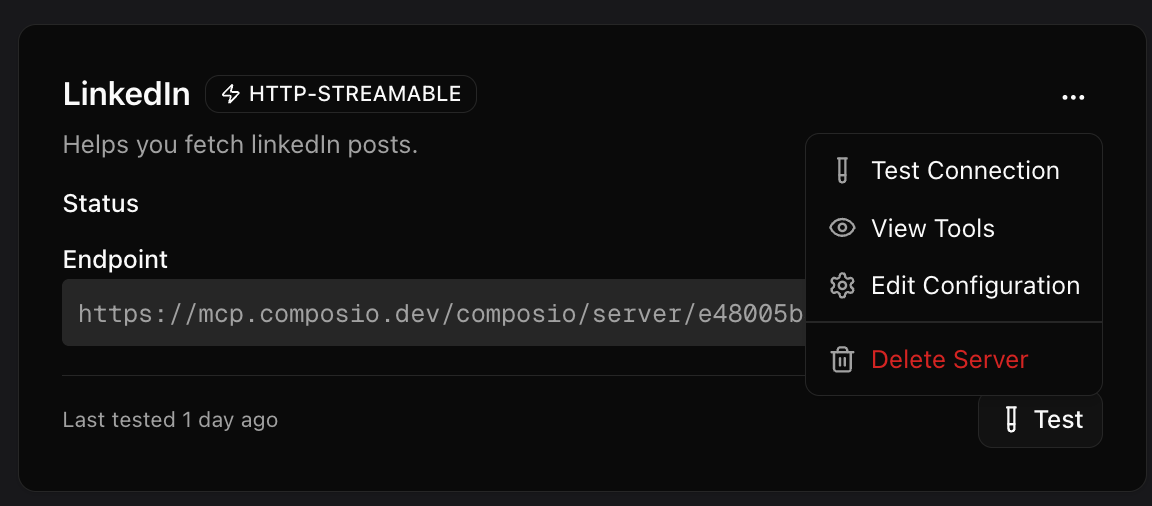 LinkedIn
HTTP-STREAMABLE
Helps you fetch linkedIn posts.
Status
Endpoint
https://mcp.composio.dev/composio/server/e48005b
Last tested 1 day ago
Test Connection
View Tools
Edit Configuration
Delete Server
Test